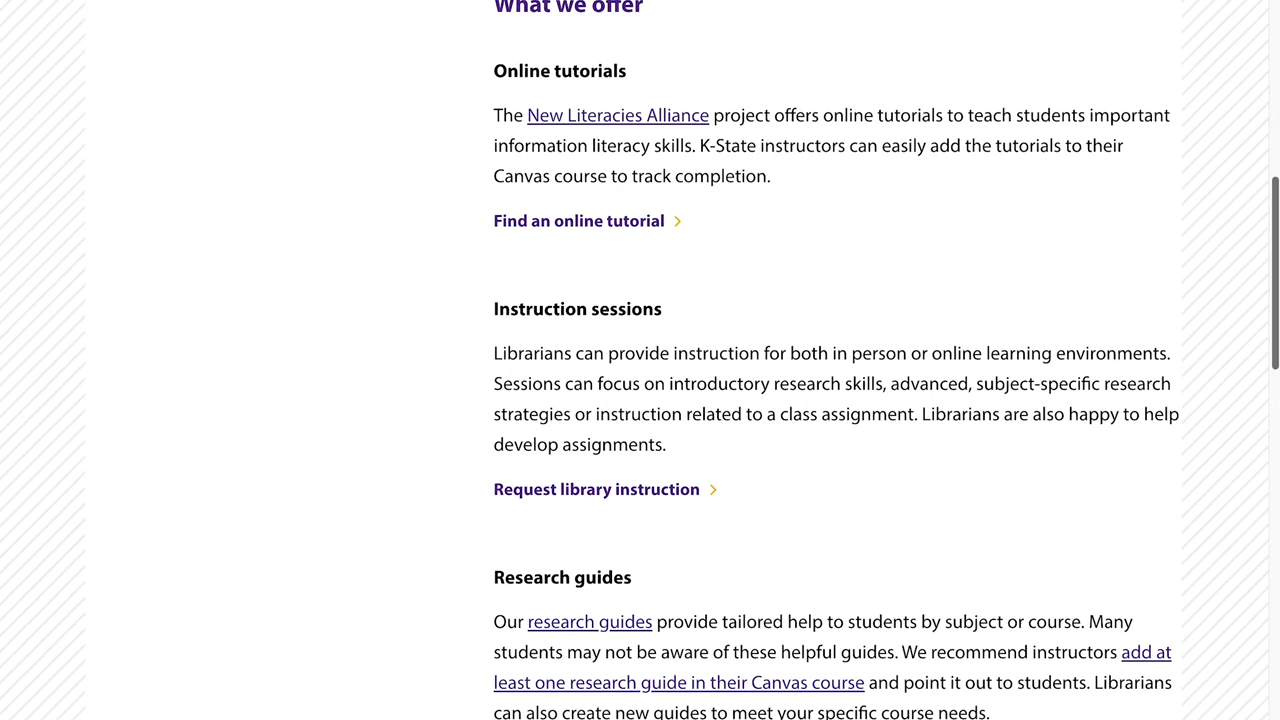 What we offer
Online tutorials
The New Literacies Alliance project offers online tutorials to teach students important
information literacy skills. K-State instructors can easily add the tutorials to their
Canvas course to track completion.
Find an online tutorial
Instruction sessions
Librarians can provide instruction for both in person or online learning environments.
Sessions can focus on introductory research skills, advanced, subject-specific research
strategies or instruction related to a class assignment. Librarians are also happy to help
develop assignments.
Request library instruction
Research guides
Our research guides provide tailored help to students by subject or course. Many
students may not be aware of these helpful guides. We recommend instructors add at
least one research guide in their Canvas course and point it out to students. Librarians
can also create new guides to meet your specific course needs.